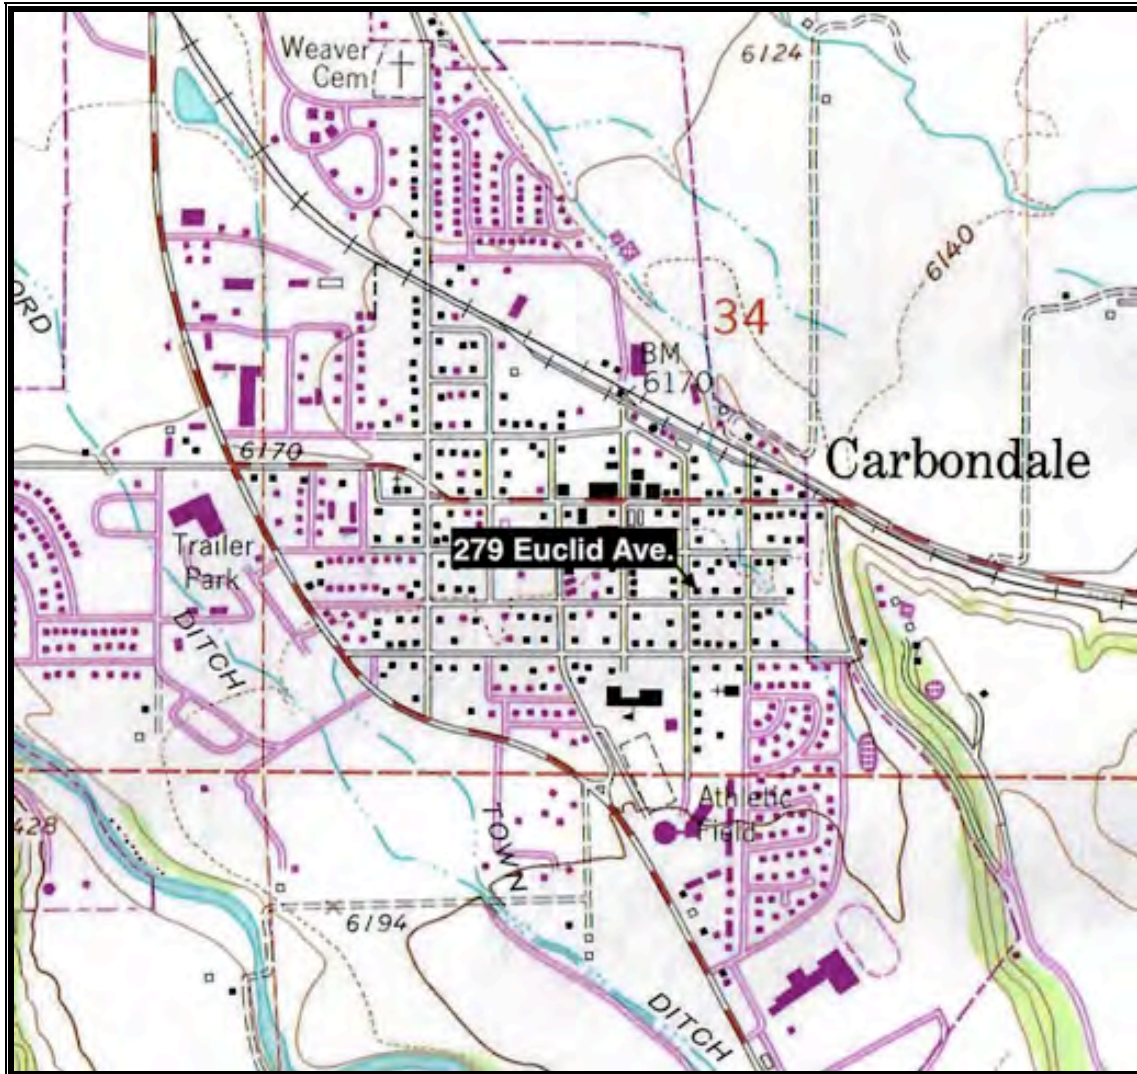 Weaver
Cem
6124
6140
ORD
34
BM
6170
Carbondale
6170
279 Euclid Ave.
Trailer
Park
DITCH
Athletic
Field
428
TOWN
6194
DITCH